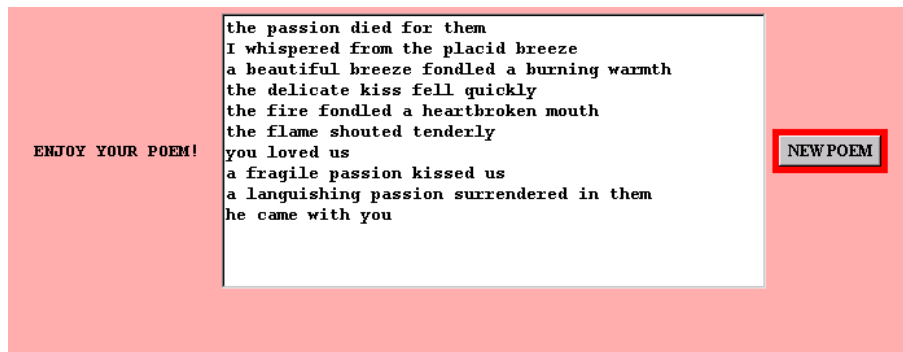 the passion died for them
I whispered from the placid breeze
a beautiful breeze fondled a burning warmth
the delicate kiss fell quickly
the fire fondled a heartbroken mouth
the flame shouted tenderly
ENJOY YOUR POEM!
you loved us
NEW POEM
a fragile passion kissed us
a languishing passion surrendered in them
he came with you